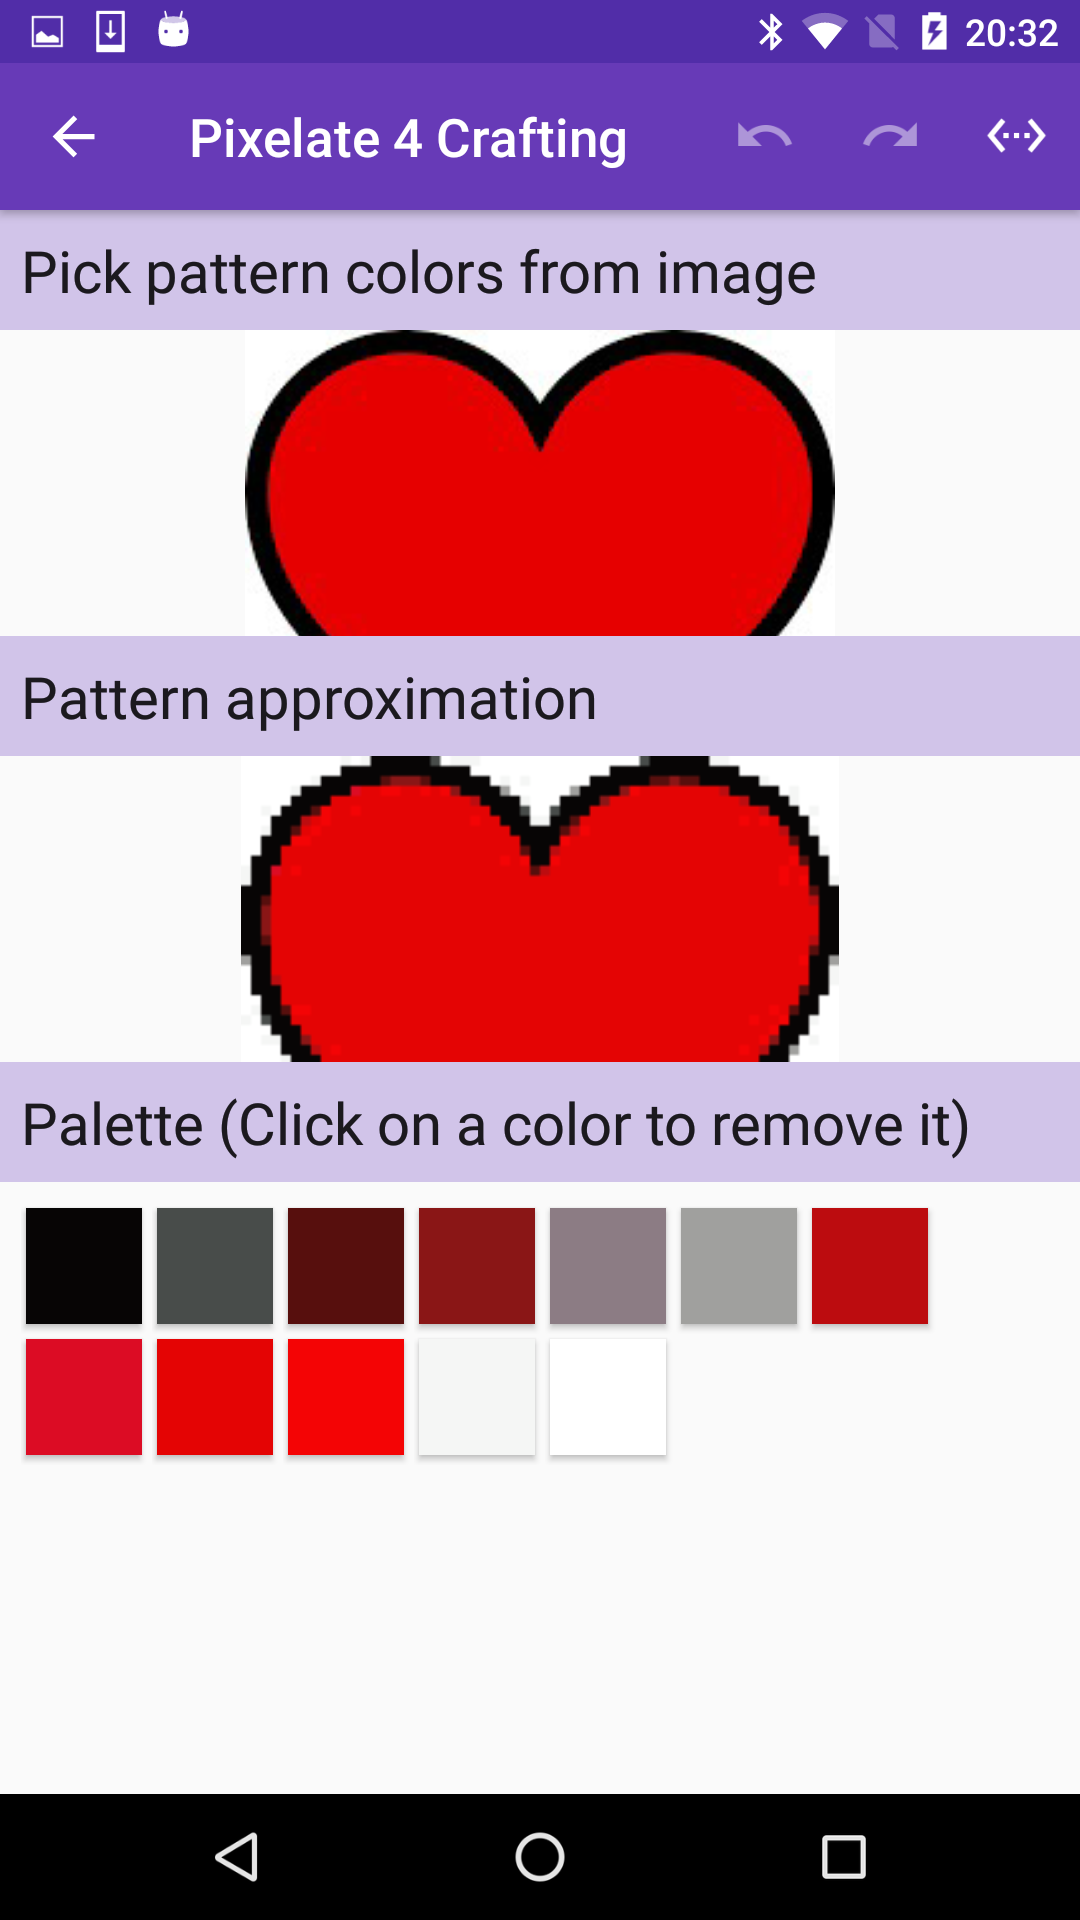 20:32
Pixelate 4 Crafting
Pick pattern colors from image
Pattern approximation
Palette (Click on a color to remove it)